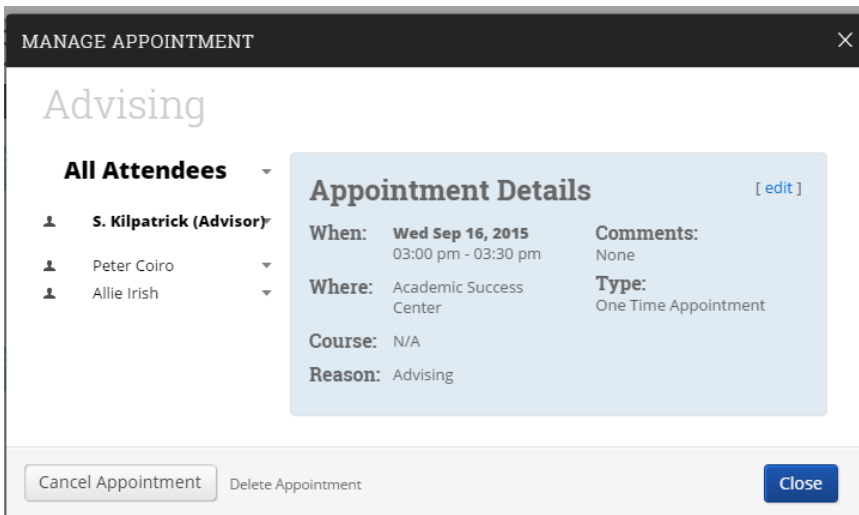 MANAGE APPOINTMENT
Advising
All Attendees
S. Kilpatrick (Advisor)
Peter Coiro
Allie Irish
Appointment Details
[ edit ]
When: Wed Sep 16, 2015
03:00 pm - 03:30 pm
Where: Academic Success
Center
Course: N/A
Reason: Advising
Comments:
None
Type:
One Time Appointment
Cancel Appointment
Delete Appointment
Close